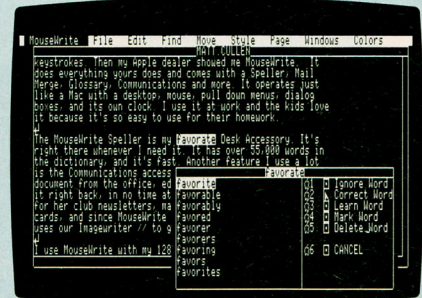 MouseWrite File Edit Find Move Style Page Windows Colors
MATT.CULLEN
keystrokes. Then my Apple dealer showed me MouseWrite. It
does everything yours does and comes with a Speller, Mail
Merge, Glossary, Communications and more. It operates just
like a Mac with a desktop, mouse, pull down menus, dialog
boxes, and its own clock. I use it at work and the kids love
it because it's so easy to use for their homework.
The MouseWrite Speller is my favorate Desk Accessory. It's
right there whenever I need it. It has over 55,000 words in
the dictionary, and it's fast. Another feature I use a lot
is the Communications access
document from the office, ed
it right back, in no time at
for her club newsletters, ma
cards, and since MouseWrite
uses our Imagewriter // to g
I use MouseWrite with my 128
favorate
favorite
favorable
favorably
favored
favorer
favorers
favoring
favors
favorites
1 Ignore Word
2 Correct Word
3 Learn Word
4 Mark Word
5 Delete Word
6 CANCEL